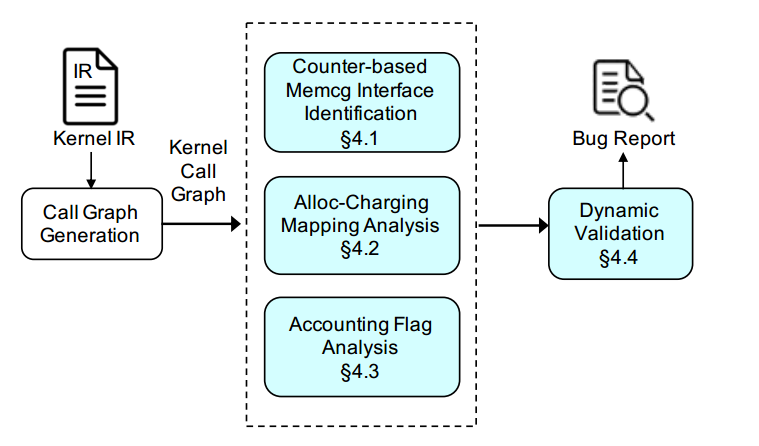 IR
Kernel IR
Call Graph
Generation
Kernel
Call
Graph
Counter-based
Memcg Interface
Identification
§4.1
Alloc-Charging
Mapping Analysis
§4.2
Accounting Flag
Analysis
§4.3
Bug Report
Dynamic
Validation
§4.4